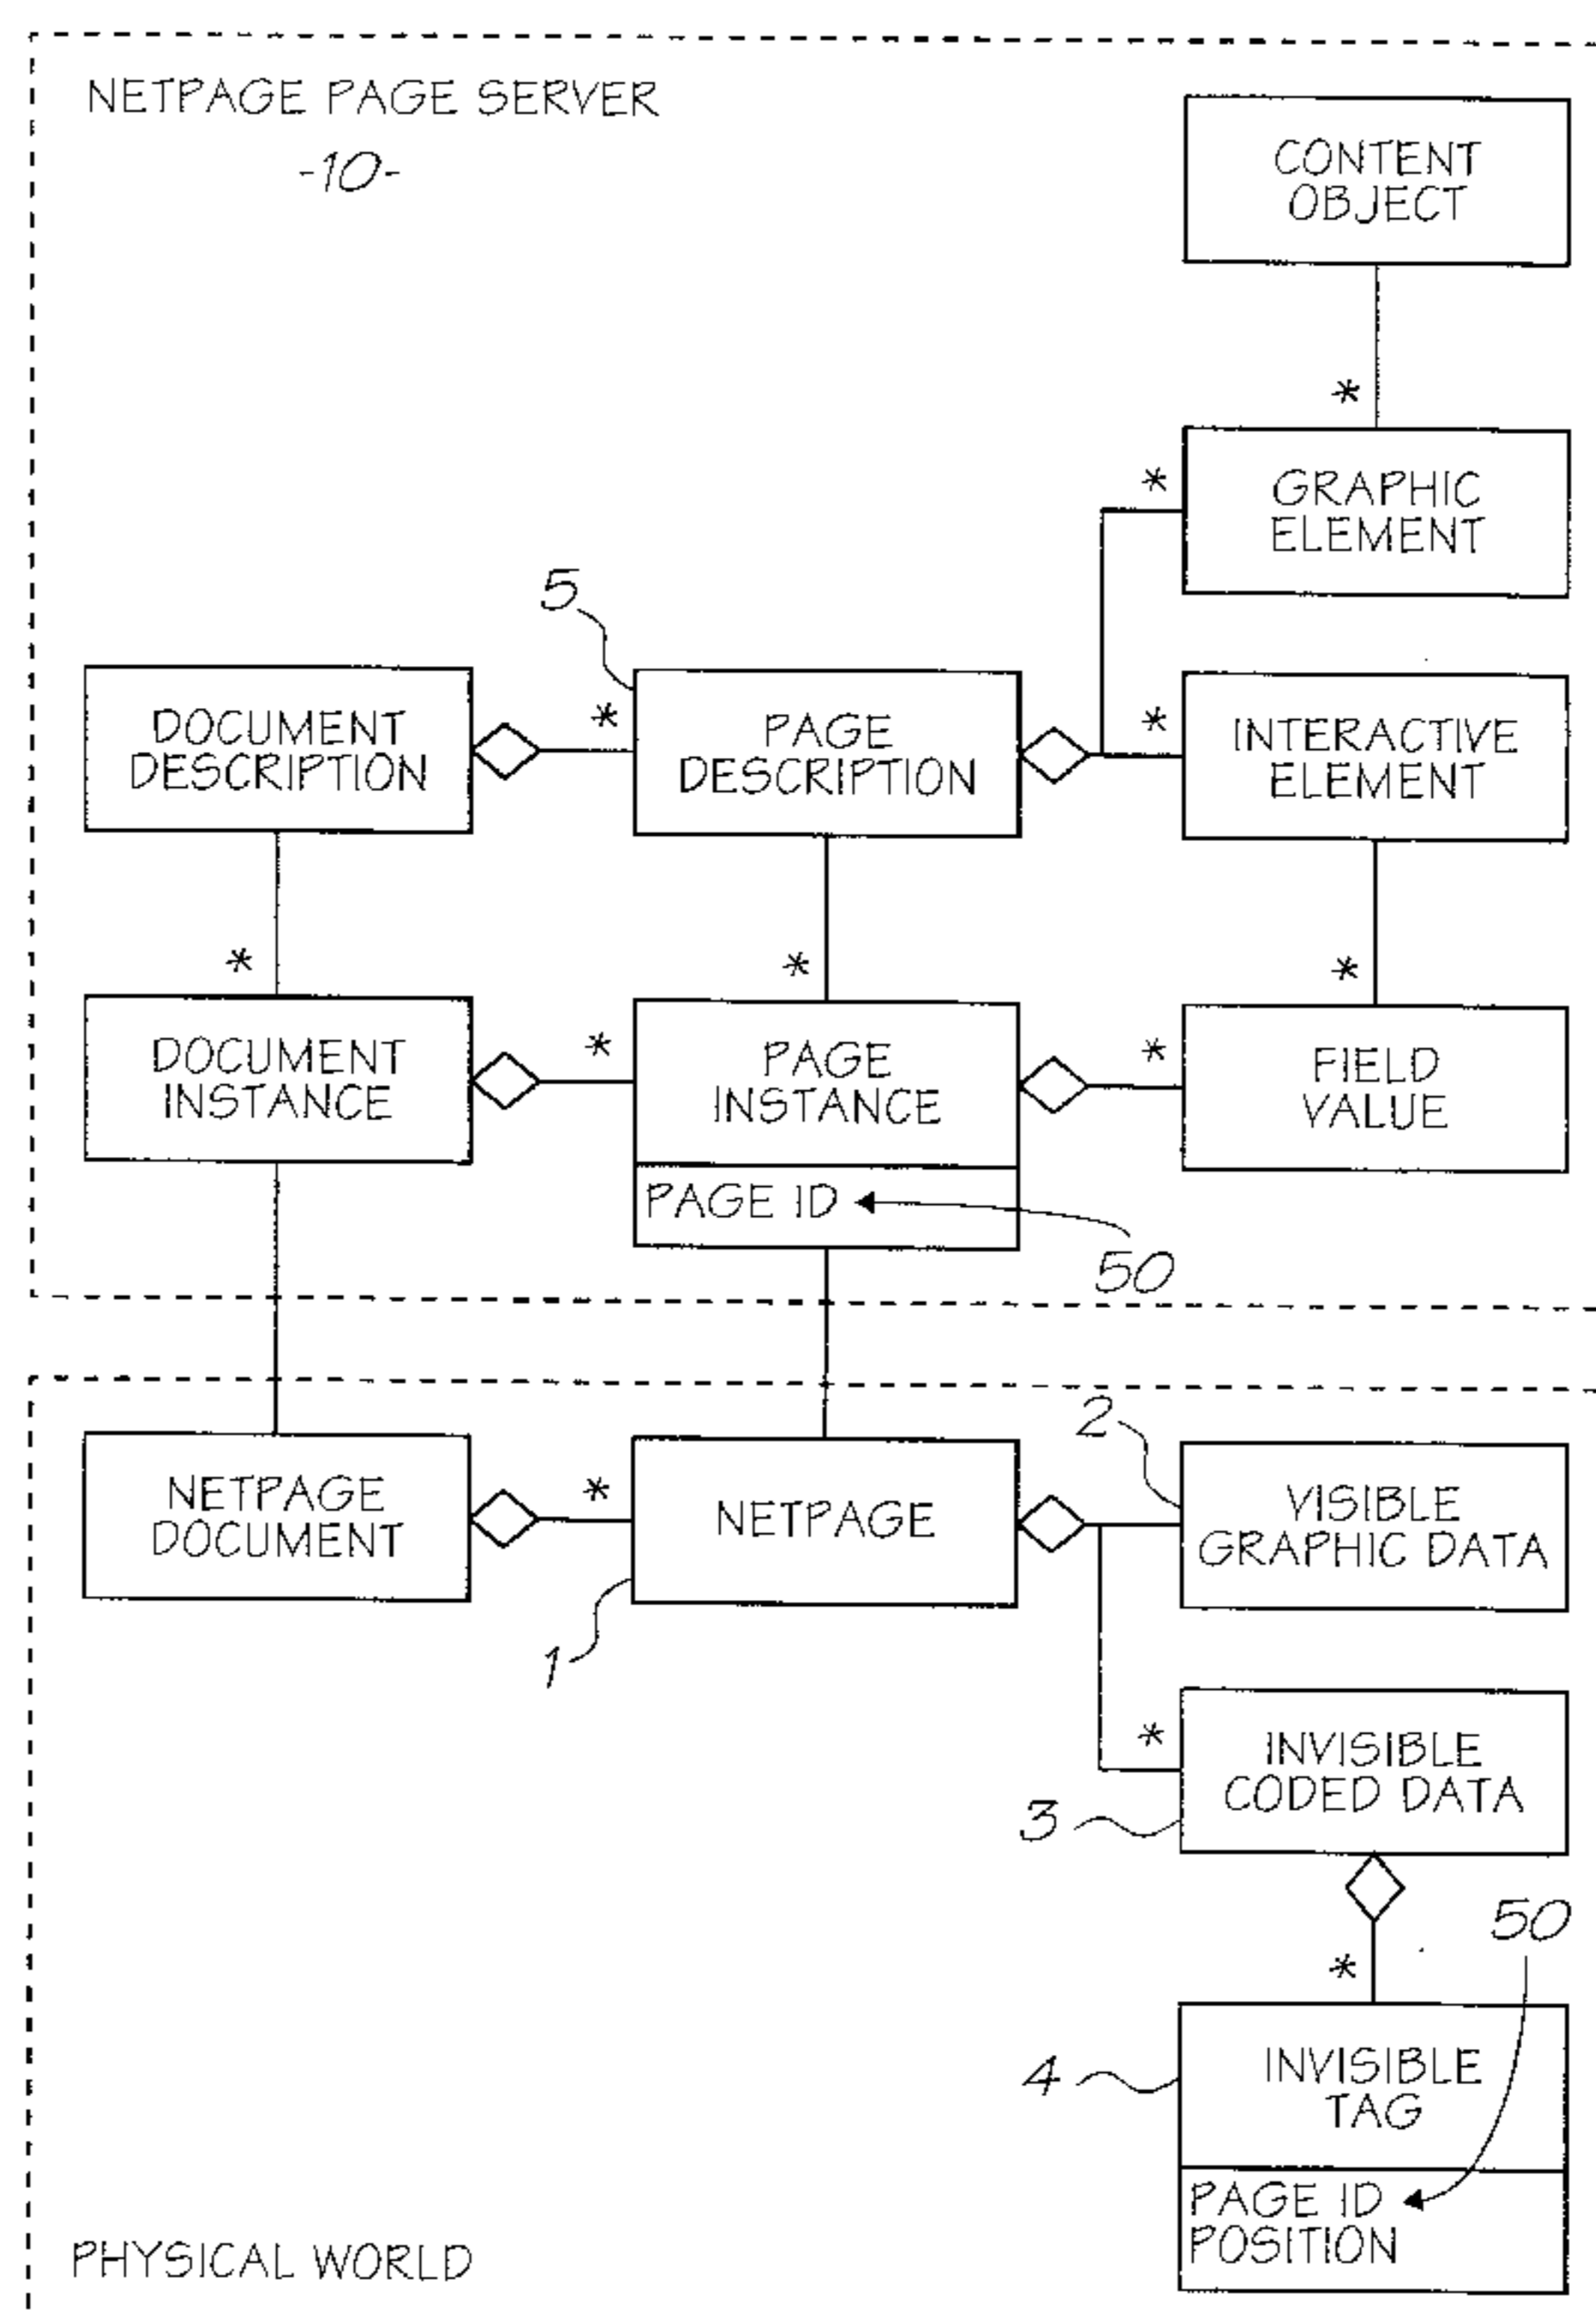 NETPAGE PAGE SERVER
-10-
CONTENT
OBJECT
*
*
GRAPHIC
ELEMENT
5
DOCUMENT
DESCRIPTION
*
PAGE
DESCRIPTION
*
INTERACTIVE
ELEMENT
*
*
*
DOCUMENT
INSTANCE
*
PAGE
INSTANCE
*
FIELD
VALUE
PAGE ID
50
NETPAGE
DOCUMENT
*
NETPAGE
1
2
VISIBLE
GRAPHIC DATA
*
INVISIBLE
CODED DATA
3
*
50
4
INVISIBLE
TAG
PAGE ID
POSITION
PHYSICAL WORLD